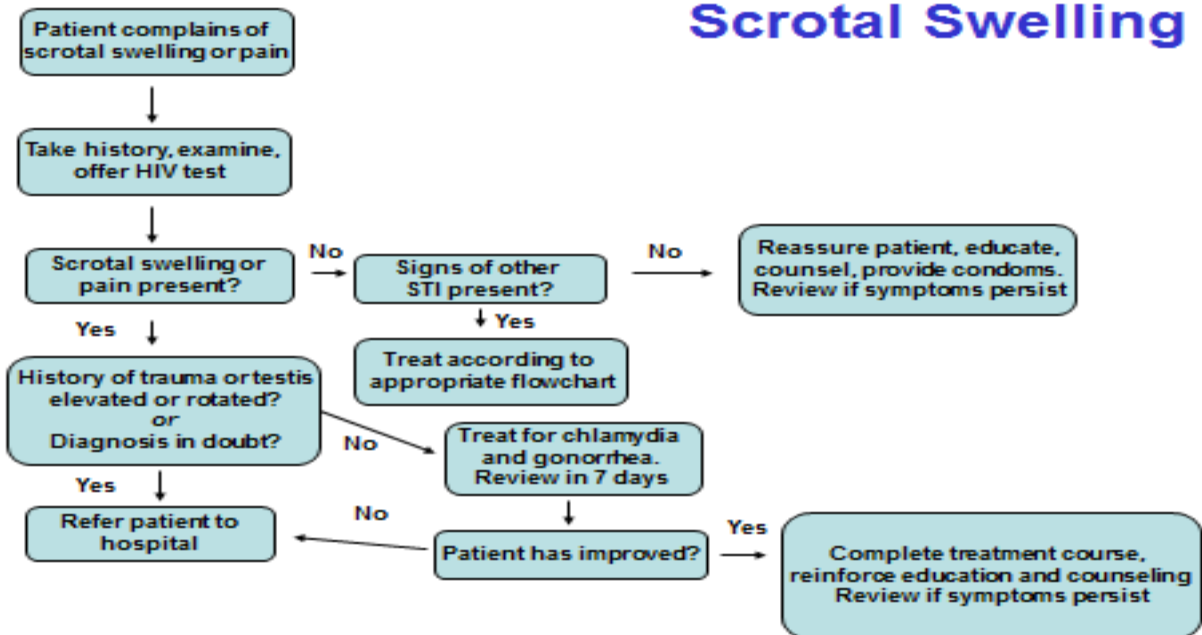 Scrotal Swelling
Patient complains of
scrotal swelling or pain
Take history, examine,
offer HIV test
Scrotal swelling or
pain present?
No
Signs of other
STI present?
No
Reassure patient, educate,
counsel, provide condoms.
Review if symptoms persist
Yes
Yes
Treat according to
appropriate flowchart
History of trauma or testis
elevated or rotated?
or
Diagnosis in doubt?
No
Treat for chlamydia
and gonorrhea.
Review in 7 days
Yes
Refer patient to
hospital
No
Patient has improved?
Yes
Complete treatment course,
reinforce education and counseling
Review if symptoms persist